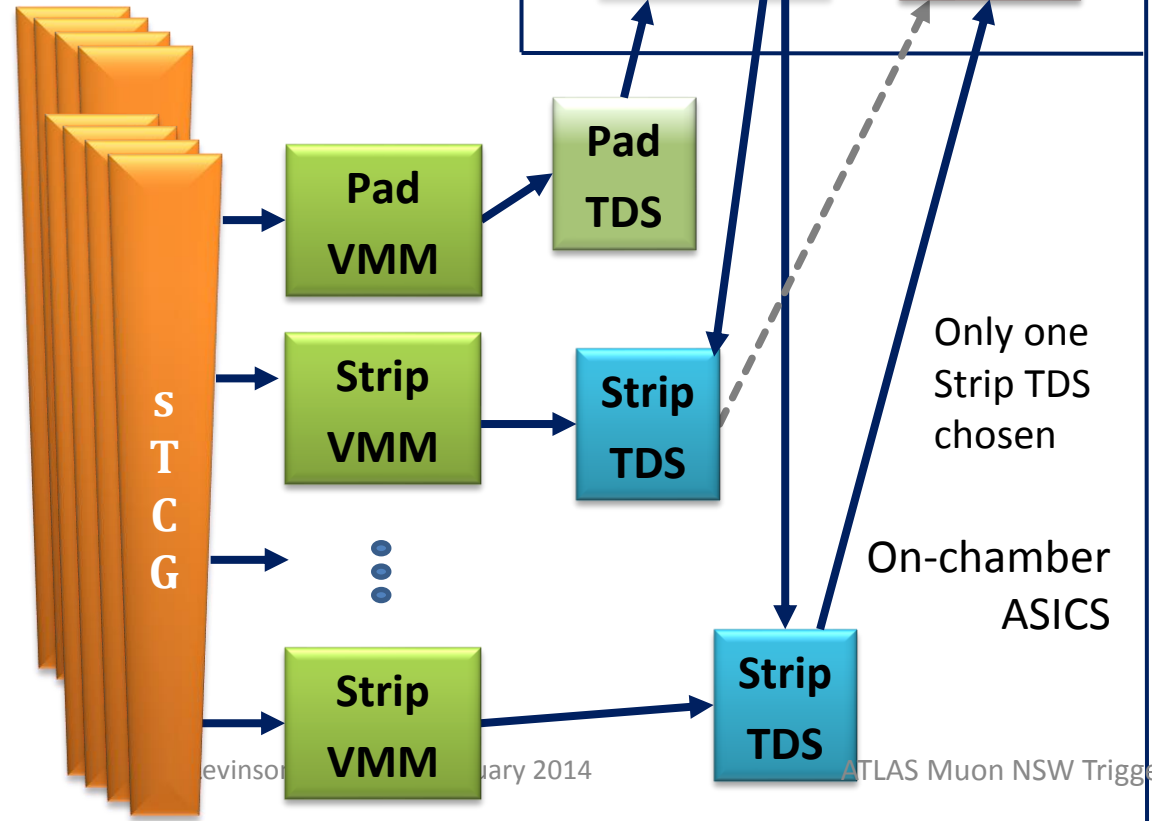 Pad
TDS
Pad
VMM
Only one
Strip TDS
chosen
Strip
VMM
Strip
TDS
s
T
C
G
On-chamber
ASICS
Strip
VMM
Strip
TDS
2014
ATLAS Muon NSW